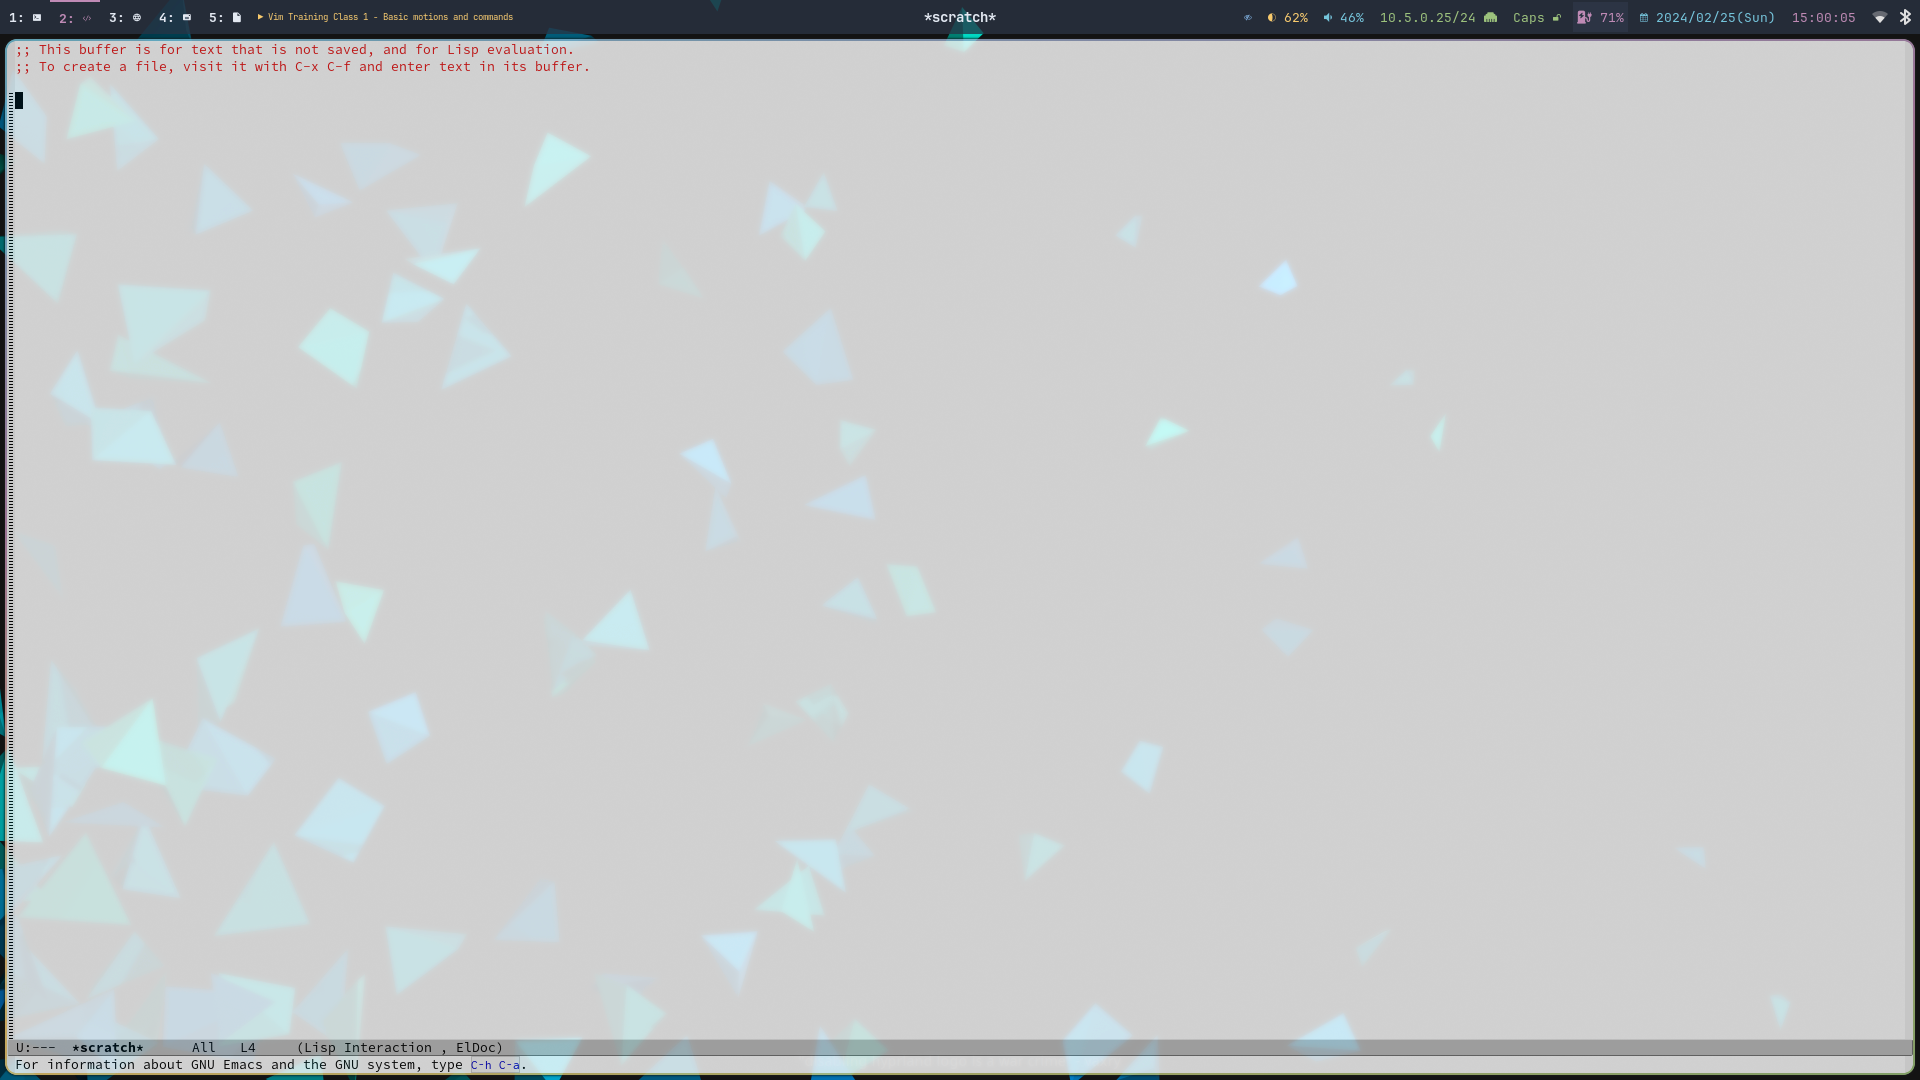 1: 2: 3: 4: 5: Vim Training Class 1 - Basic motions and commands *scratch* 62% 46% 10.5.0.25/24 Caps 71% 2024/02/25(Sun) 15:00:05
;; This buffer is for text that is not saved, and for Lisp evaluation.
;; To create a file, visit it with C-x C-f and enter text in its buffer.
U:--- *scratch* All L4 (Lisp Interaction , ElDoc)
For information about GNU Emacs and the GNU system, type C-h C-a.